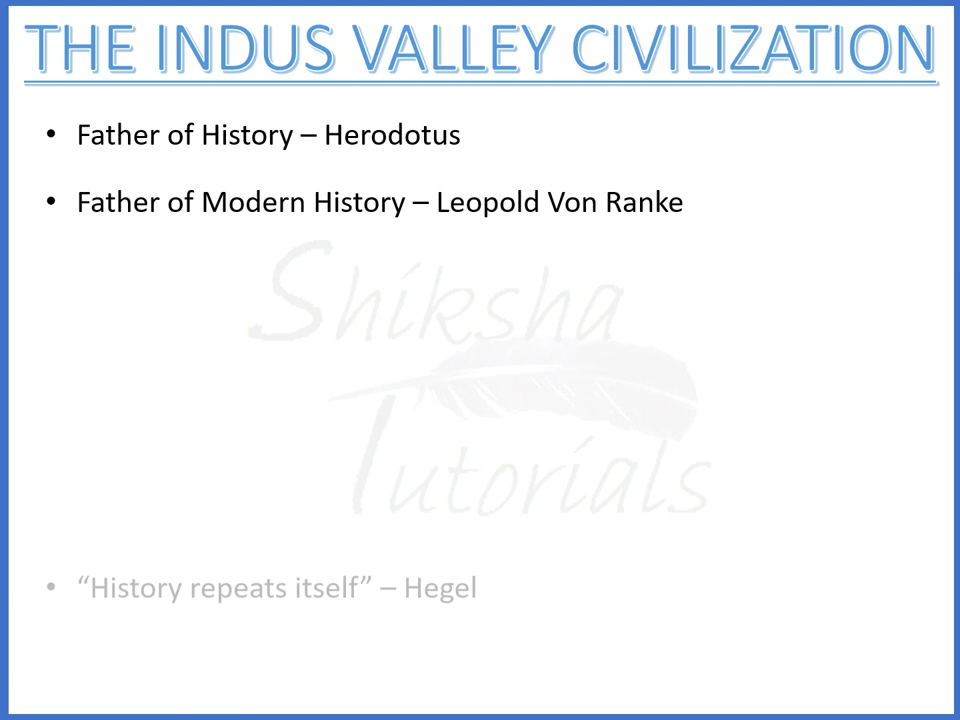 THE INDUS VALLEY CIVILIZATION
• Father of History – Herodotus
• Father of Modern History – Leopold Von Ranke
Shiksha
Tutorials
• “History repeats itself” – Hegel